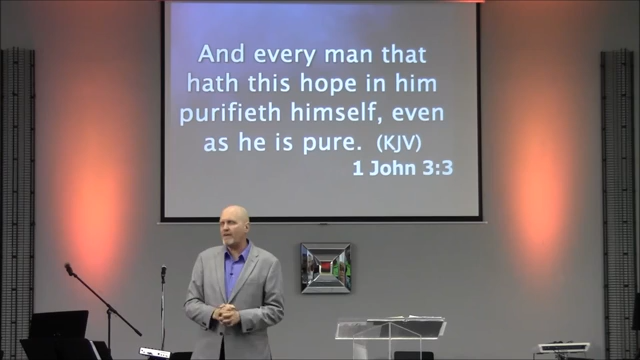 And every man that
hath this hope in him
purifieth himself, even
as he is pure. (KJV)
1 John 3:3